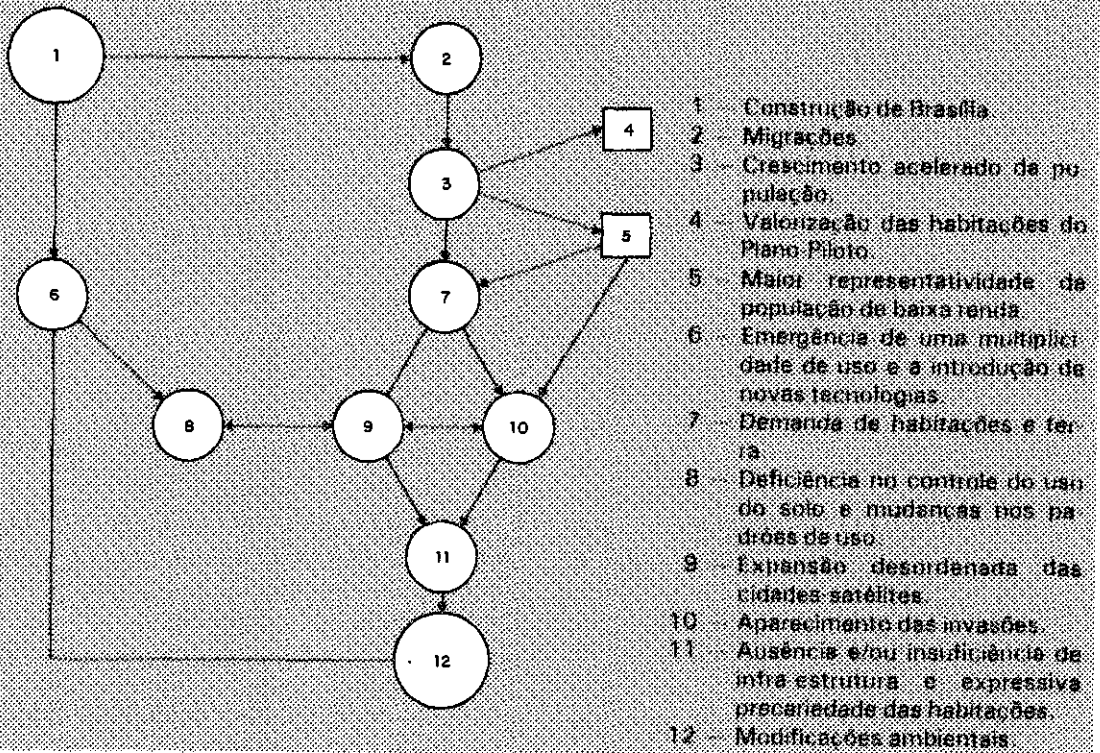 1
2
4
3
5
6
7
8
9
10
11
12
1 – Construção de Brasília.
2 – Migrações
3 – Crescimento acelerado da po-
pulação.
4 – Valorização das habitações do
Plano Piloto.
5 – Maior representatividade da
população de baixa renda.
6 – Emergência de uma multiplici-
dade de uso e a introdução de
novas tecnologias.
7 – Demanda de habitações e ter-
ra.
8 – Deficiência no controle do uso
do solo e mudanças nos pa-
drões de uso.
9 – Expansão desordenada das
cidades satélites.
10 – Aparecimento das invasões.
11 – Ausência e/ou insuficiência de
infra-estrutura e expressiva
precariedade das habitações.
12 – Modificações ambientais.